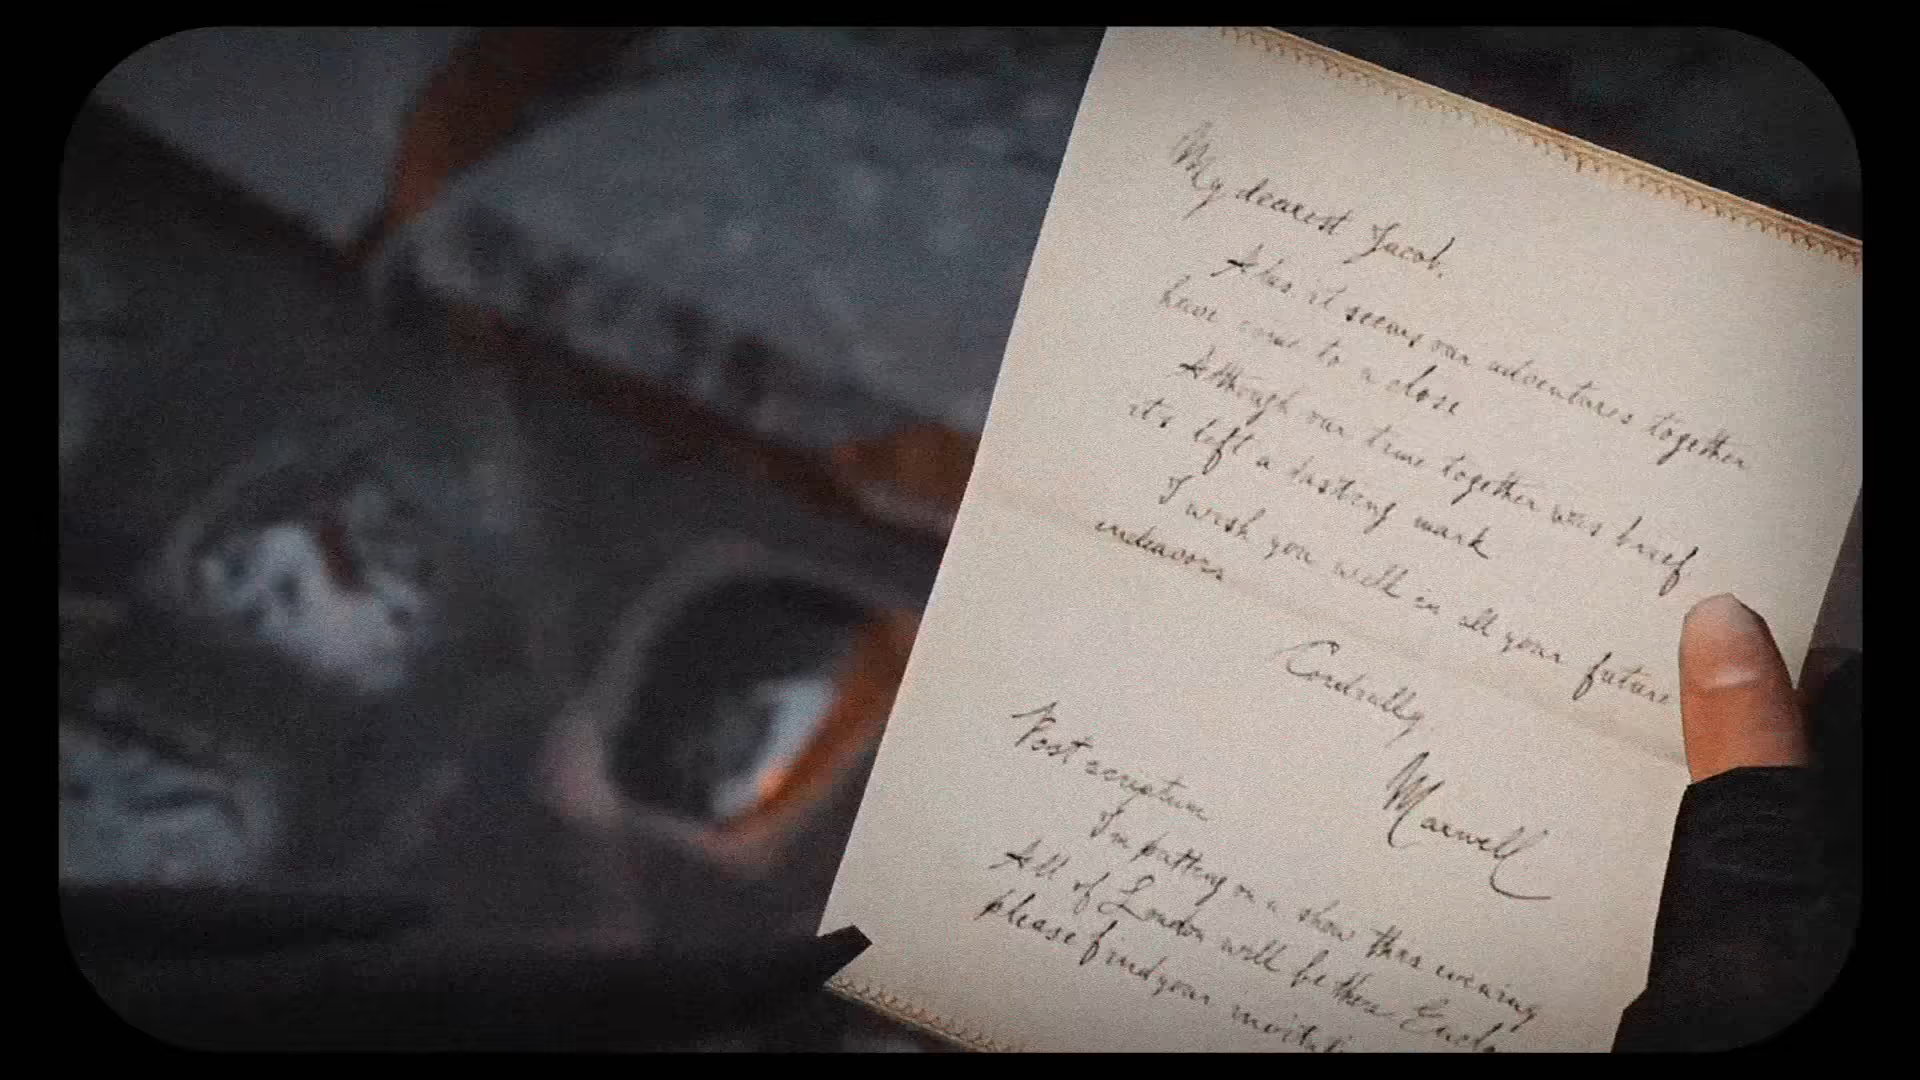 My dearest Jacob,
Alas, it seems our adventures together
have come to a close
Although our time together was brief
it's left a lasting mark
I wish you well in all your future
endeavors
Cordially,
Maxwell
Post scriptum
I'm putting on a show this evening
All of London will be there
please find your